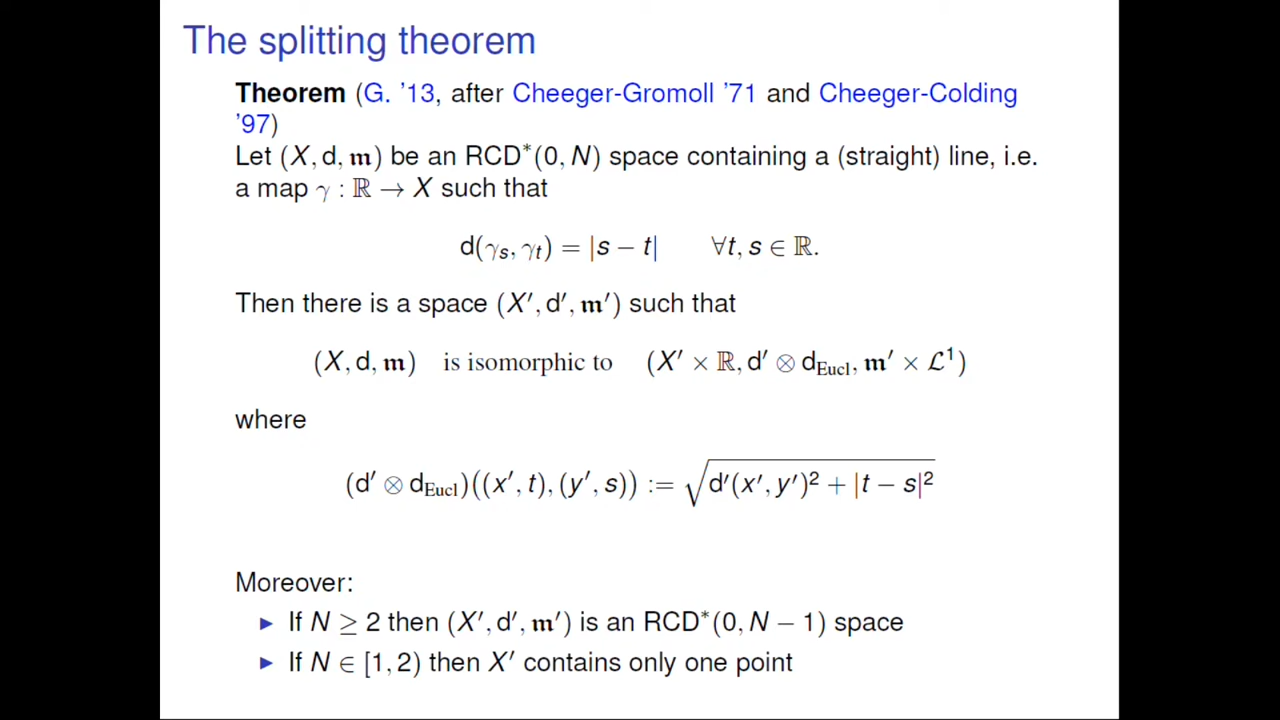 The splitting theorem
Theorem (G. '13, after Cheeger-Gromoll '71 and Cheeger-Colding
'97)
Let (X, d, 𝔪) be an RCD*(0, N) space containing a (straight) line, i.e.
a map γ : ℝ → X such that
d(γₛ, γₜ) = |s − t| ∀t, s ∈ ℝ.
Then there is a space (X′, d′, 𝔪′) such that
(X, d, 𝔪) is isomorphic to (X′ × ℝ, d′ ⊗ d_Eucl, 𝔪′ × ℒ¹)
where
(d′ ⊗ d_Eucl)((x′, t), (y′, s)) := √(d′(x′, y′)² + |t − s|²)
Moreover:
▶ If N ≥ 2 then (X′, d′, 𝔪′) is an RCD*(0, N − 1) space
▶ If N ∈ [1, 2) then X′ contains only one point